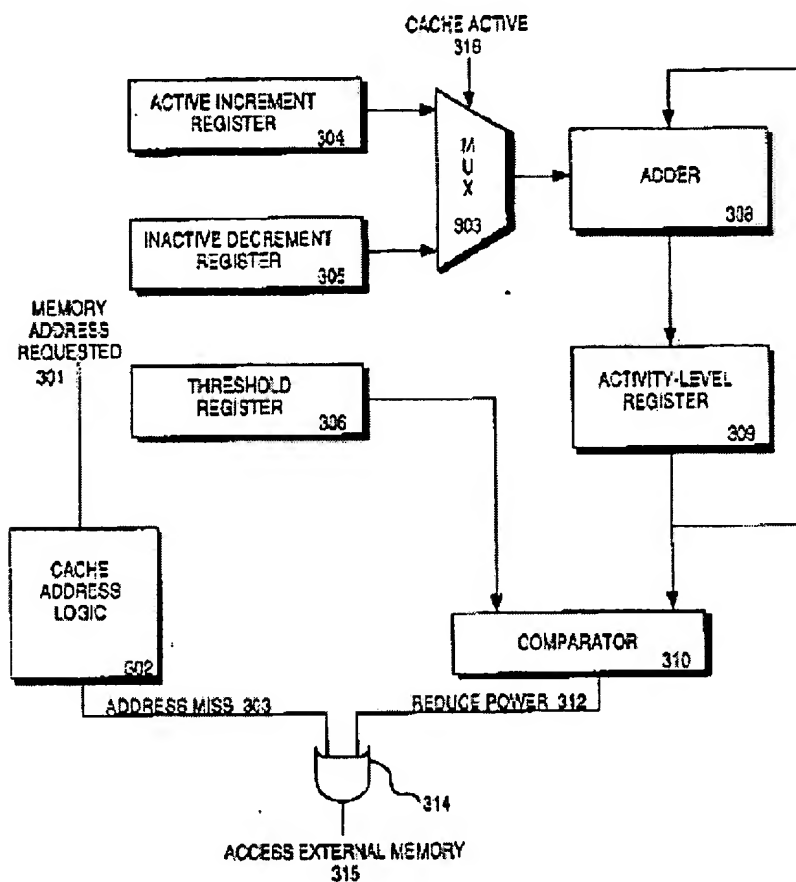 CACHE ACTIVE
316
ACTIVE INCREMENT
REGISTER
304
MUX
303
ADDER
308
INACTIVE DECREMENT
REGISTER
305
MEMORY
ADDRESS
REQUESTED
301
THRESHOLD
REGISTER
306
ACTIVITY-LEVEL
REGISTER
309
CACHE
ADDRESS
LOGIC
302
COMPARATOR
310
ADDRESS MISS 303
REDUCE POWER 312
314
ACCESS EXTERNAL MEMORY
315